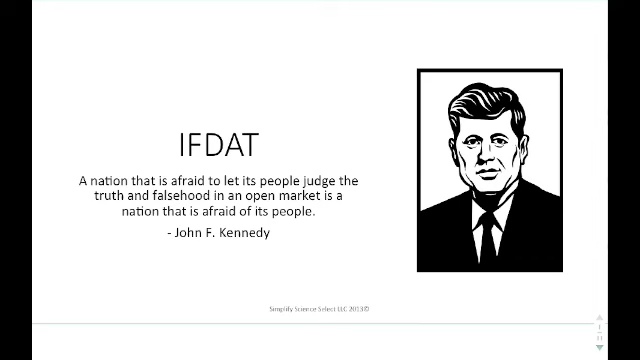 IFDAT
A nation that is afraid to let its people judge the
truth and falsehood in an open market is a
nation that is afraid of its people.
- John F. Kennedy
Simplify Science Select LLC 2013©